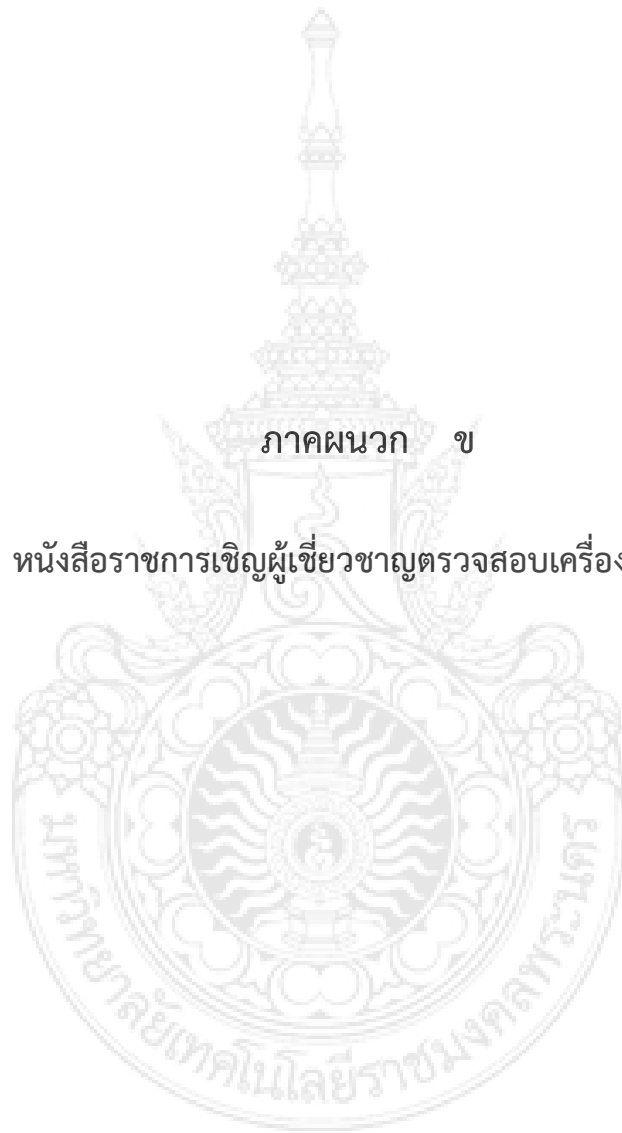 ภาคผนวก ข
หนังสือราชการเชิญผู้เชี่ยวชาญตรวจสอบเครื่อง
มหาวิทยาลัยเทคโนโลยีราชมงคลพระนคร